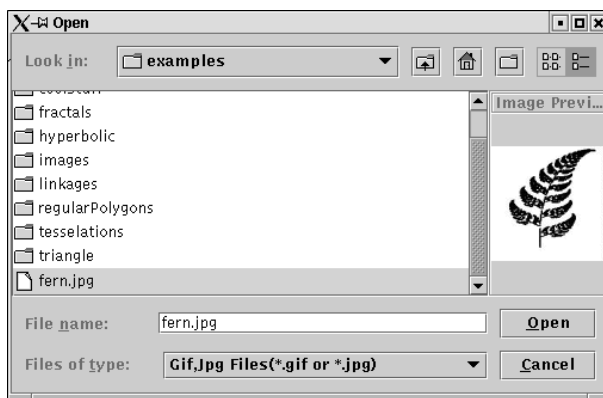 Open
Look in: examples
fractals
hyperbolic
images
linkages
regularPolygons
tesselations
triangle
fern.jpg
Image Previ...
File name: fern.jpg Open
Files of type: Gif,Jpg Files(*.gif or *.jpg) Cancel